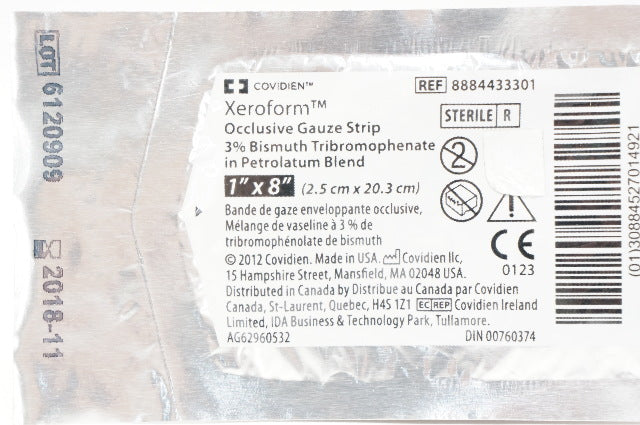 LOT 6120909
2018-11
COVIDIEN™
REF 8884433301
Xeroform™
Occlusive Gauze Strip
3% Bismuth Tribromophenate
in Petrolatum Blend
1" x 8" (2.5 cm x 20.3 cm)
STERILE R
2
Bande de gaze enveloppante occlusive,
Mélange de vaseline à 3 % de
tribromophénolate de bismuth
© 2012 Covidien. Made in USA. Covidien llc,
15 Hampshire Street, Mansfield, MA 02048 USA.
Distributed in Canada by Distribue au Canada par Covidien
Canada, St-Laurent, Quebec, H4S 1Z1 EC REP Covidien Ireland
Limited, IDA Business & Technology Park, Tullamore.
AG62960532
DiN 00760374
CE
0123
(01)30884527014921